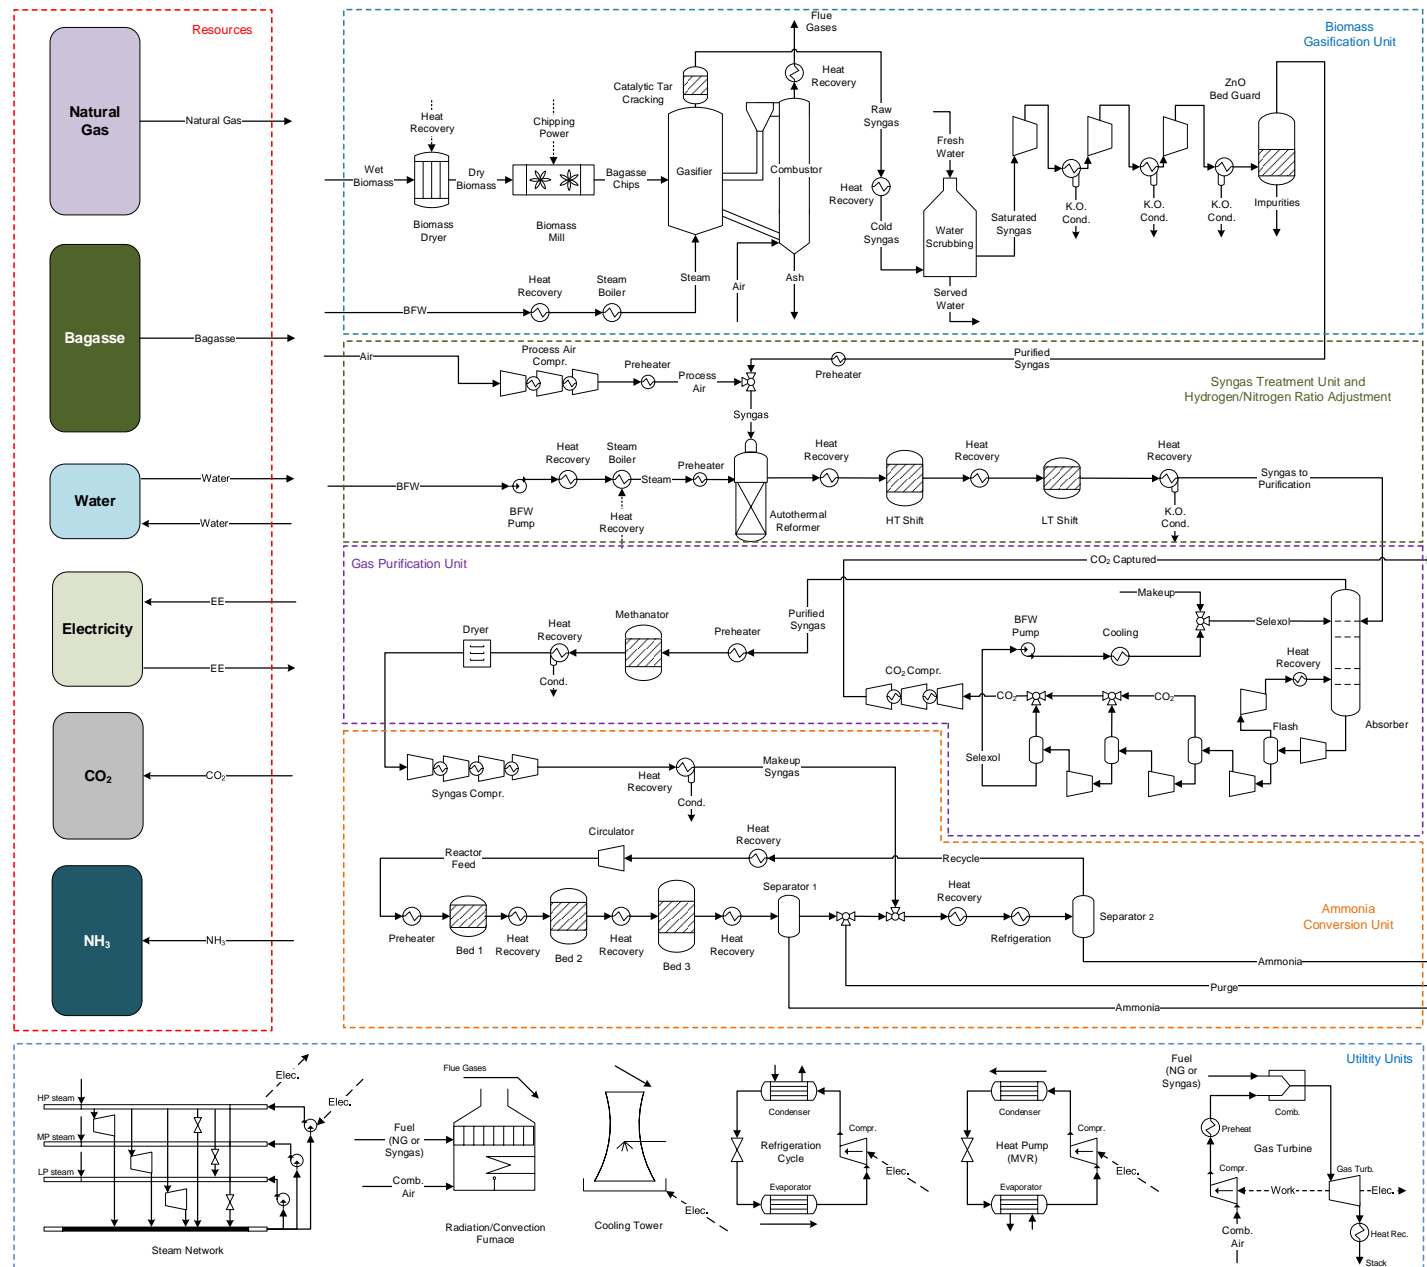 Resources
Natural
Gas
Natural Gas
Bagasse
Bagasse
Water
Water
Water
Electricity
EE
EE
CO₂
CO₂
NH₃
NH₃
Biomass
Gasification Unit
Flue
Gases
Heat
Recovery
Catalytic Tar
Cracking
ZnO
Bed Guard
Heat
Recovery
Chipping
Power
Raw
Syngas
Fresh
Water
Wet
Biomass
Dry
Biomass
Bagasse
Chips
Gasifier
Combustor
Heat
Recovery
K.O.
Cond.
K.O.
Cond.
K.O.
Cond.
Impurities
Biomass
Dryer
Biomass
Mill
Cold
Syngas
Water
Scrubbing
Saturated
Syngas
Heat
Recovery
Steam
Boiler
Steam
Air
Ash
Served
Water
BFW
Air
Process Air
Compr.
Preheater
Process
Air
Preheater
Purified
Syngas
Syngas Treatment Unit and
Hydrogen/Nitrogen Ratio Adjustment
Syngas
Heat
Recovery
Steam
Boiler
Preheater
Heat
Recovery
Heat
Recovery
Heat
Recovery
Syngas to
Purification
BFW
Steam
BFW
Pump
Heat
Recovery
Autothermal
Reformer
HT Shift
LT Shift
K.O.
Cond.
Gas Purification Unit
CO₂ Captured
Makeup
Dryer
Heat
Recovery
Methanator
Preheater
Purified
Syngas
BFW
Pump
Cooling
Selexol
Cond.
CO₂ Compr.
CO₂
CO₂
Heat
Recovery
Flash
Absorber
Selexol
Syngas Compr.
Heat
Recovery
Cond.
Makeup
Syngas
Reactor
Feed
Circulator
Heat
Recovery
Recycle
Separator 1
Heat
Recovery
Separator 2
Ammonia
Conversion Unit
Preheater
Bed 1
Heat
Recovery
Bed 2
Heat
Recovery
Bed 3
Heat
Recovery
Refrigeration
Ammonia
Purge
Ammonia
Utiltity Units
HP steam
MP steam
LP steam
Elec.
Elec.
Steam Network
Flue Gases
Fuel
(NG or
Syngas)
Comb.
Air
Radiation/Convection
Furnace
Elec.
Cooling Tower
Condenser
Compr.
Refrigeration
Cycle
Evaporator
Elec.
Condenser
Compr.
Heat Pump
(MVR)
Evaporator
Elec.
Fuel
(NG or
Syngas)
Comb.
Preheat
Gas Turbine
Compr.
Gas Turb.
Work
Elec.
Comb.
Air
Heat Rec.
Stack